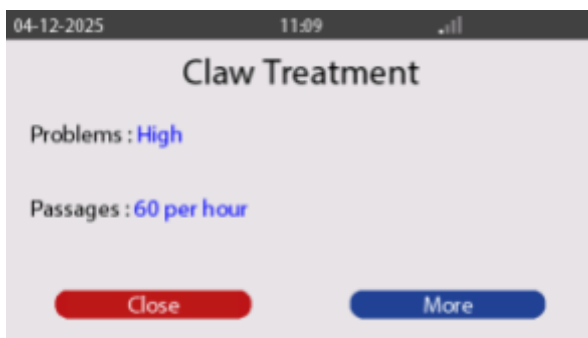 04-12-2025 11:09
Claw Treatment
Problems : High
Passages : 60 per hour
Close More